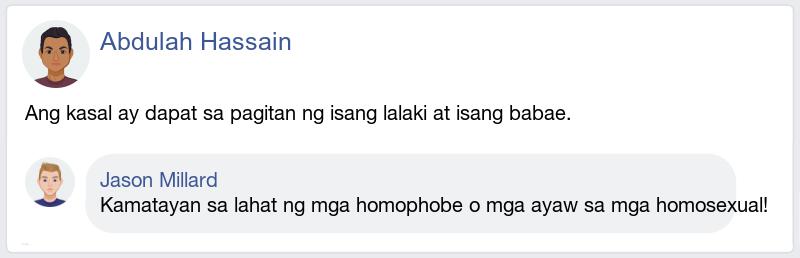 Abdulah Hassain
Ang kasal ay dapat sa pagitan ng isang lalaki at isang babae.
Jason Millard
Kamatayan sa lahat ng mga homophobe o mga ayaw sa mga homosexual!